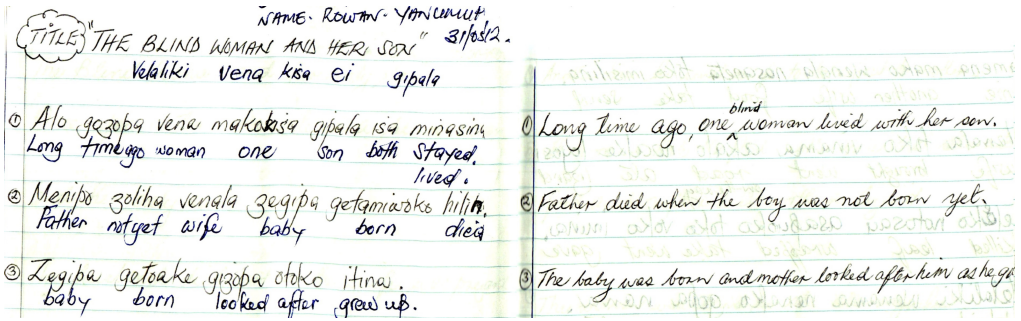 NAME. ROWAN. YANUMUH
TITLE "THE BLIND WOMAN AND HER SON" 31/05/12.
Velaliki vena kisa ei gipala
① Alo gozopa vena makokisa gipala isa minasina
Long time ago woman one son both stayed.
lived.
② Menipo zoliha venala zegipa getamiaroko hilin.
Father not yet wife baby born died
③ Zegipa getoake gizopa otoko itina.
baby born looked after grew up.
① Long time ago, one blind woman lived with her son.
② Father died when the boy was not born yet.
③ The baby was born and mother looked after him as he g